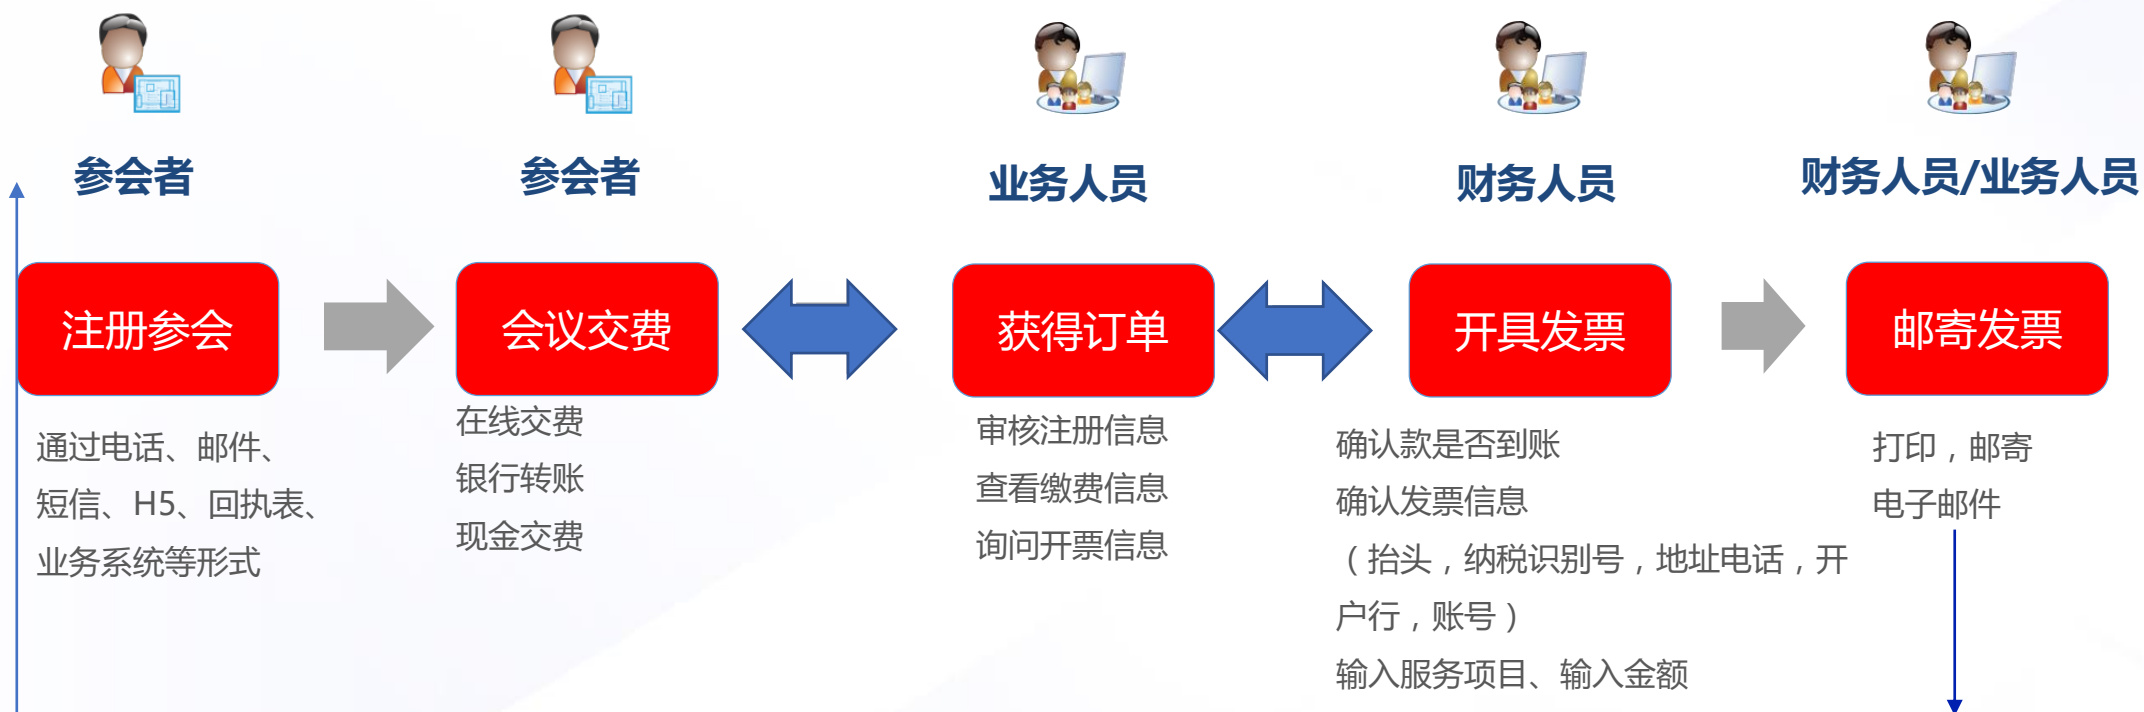 参会者
参会者
业务人员
财务人员
财务人员/业务人员
注册参会
会议交费
获得订单
开具发票
邮寄发票
通过电话、邮件、
短信、H5、回执表、
业务系统等形式
在线交费
银行转账
现金交费
审核注册信息
查看缴费信息
询问开票信息
确认款是否到账
确认发票信息
（抬头，纳税识别号，地址电话，开
户行，账号）
输入服务项目、输入金额
打印，邮寄
电子邮件